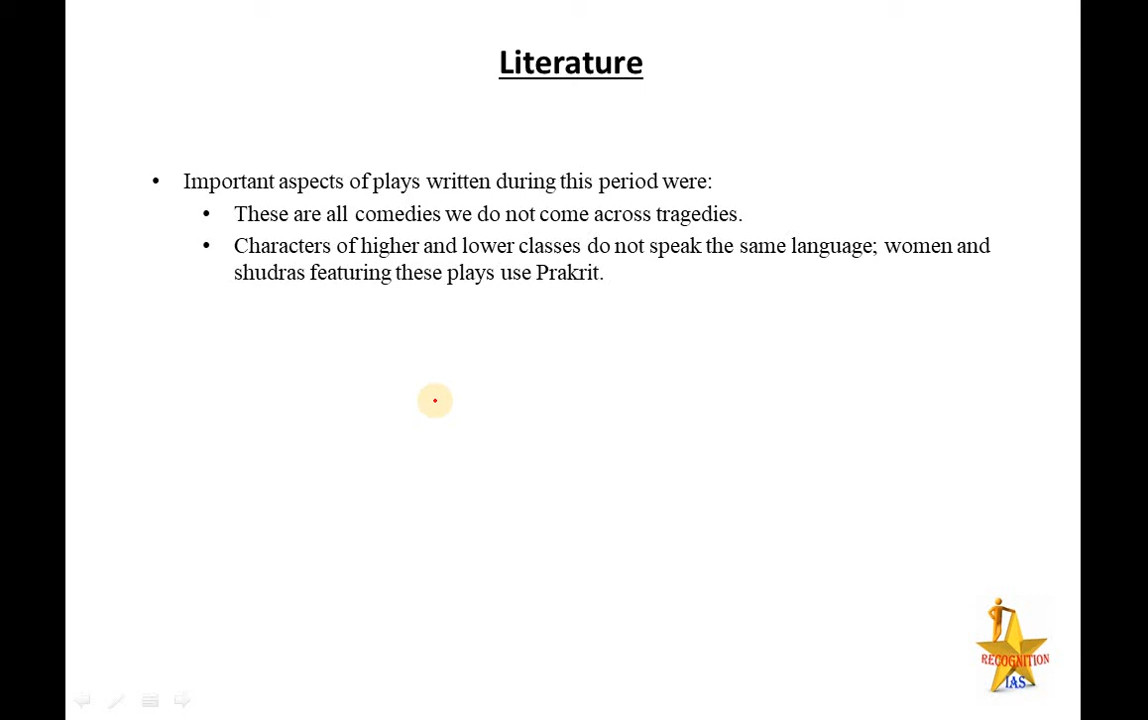 Literature
• Important aspects of plays written during this period were:
• These are all comedies we do not come across tragedies.
• Characters of higher and lower classes do not speak the same language; women and
shudras featuring these plays use Prakrit.
RECOGNITION
IAS